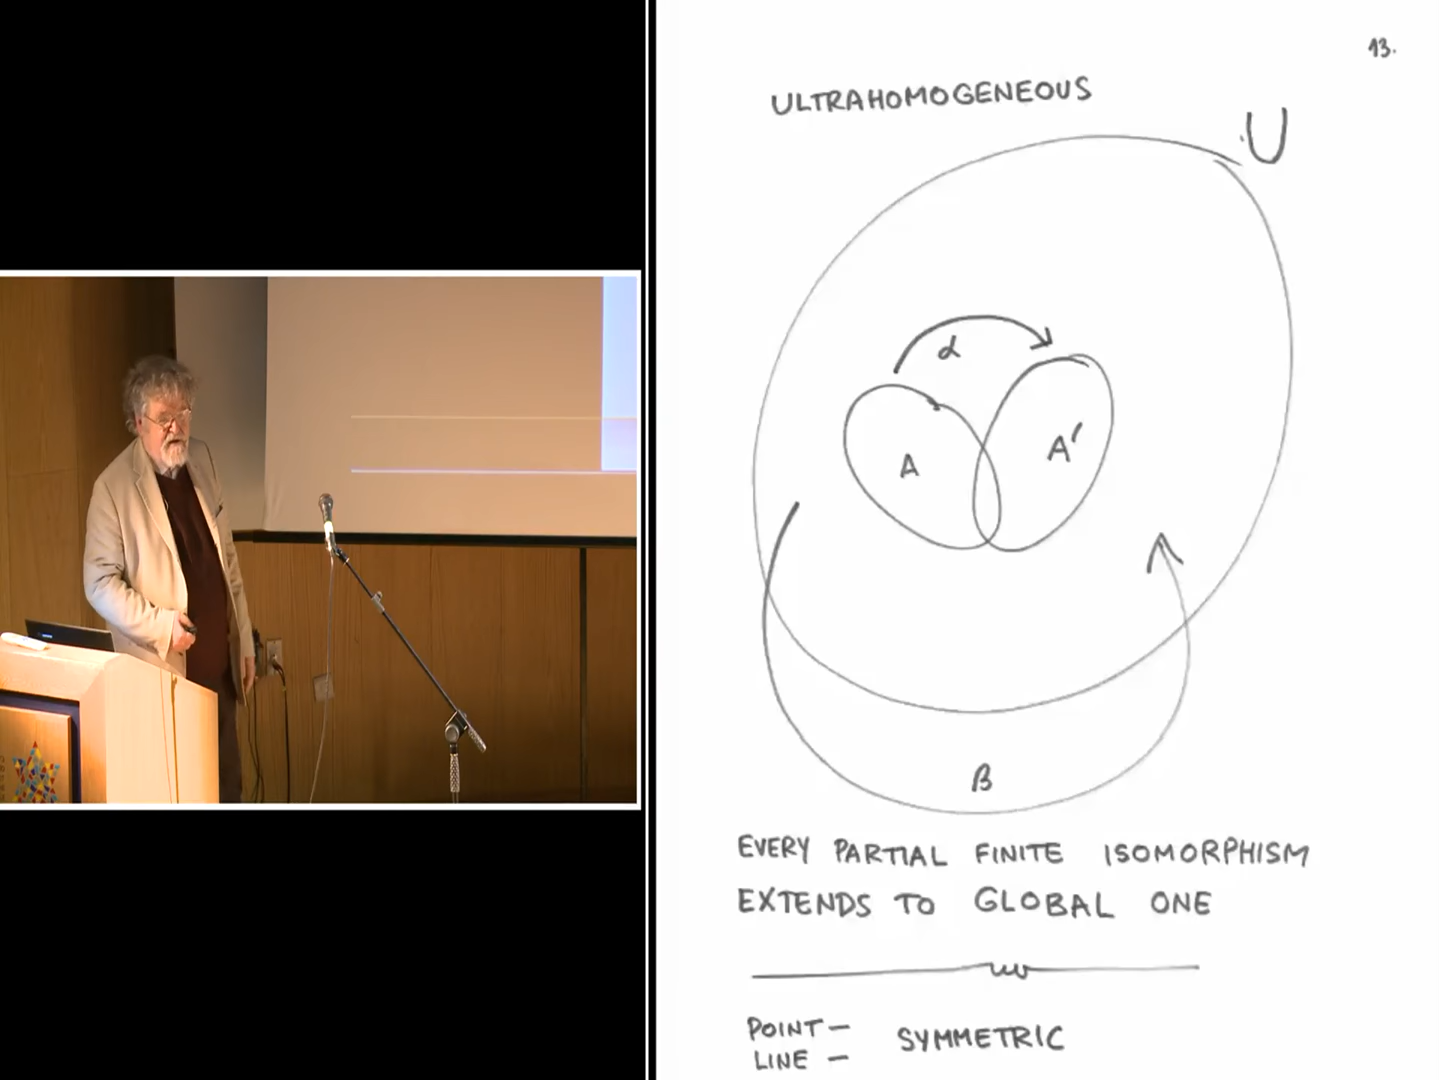 13.
ULTRAHOMOGENEOUS
U
α
A
A′
β
EVERY PARTIAL FINITE ISOMORPHISM
EXTENDS TO GLOBAL ONE
POINT –
LINE – SYMMETRIC